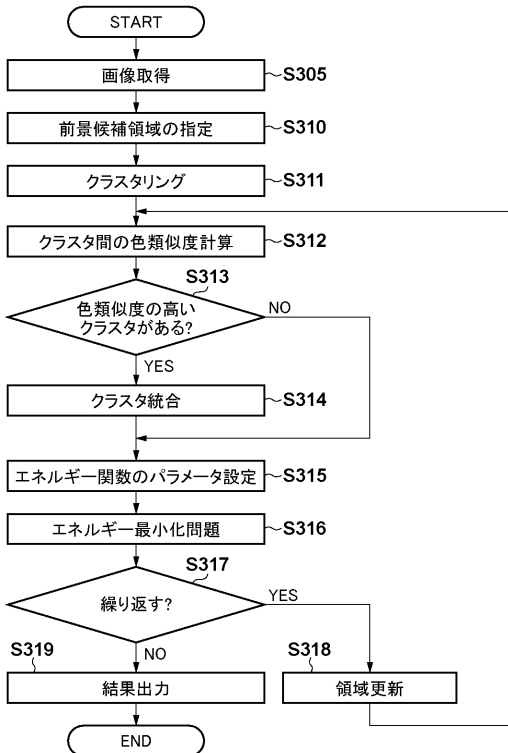 START
画像取得
S305
前景候補領域の指定
S310
クラスタリング
S311
クラスタ間の色類似度計算
S312
S313
色類似度の高い
クラスタがある?
NO
YES
クラスタ統合
S314
エネルギー関数のパラメータ設定
S315
エネルギー最小化問題
S316
S317
繰り返す?
YES
NO
S319
結果出力
S318
領域更新
END